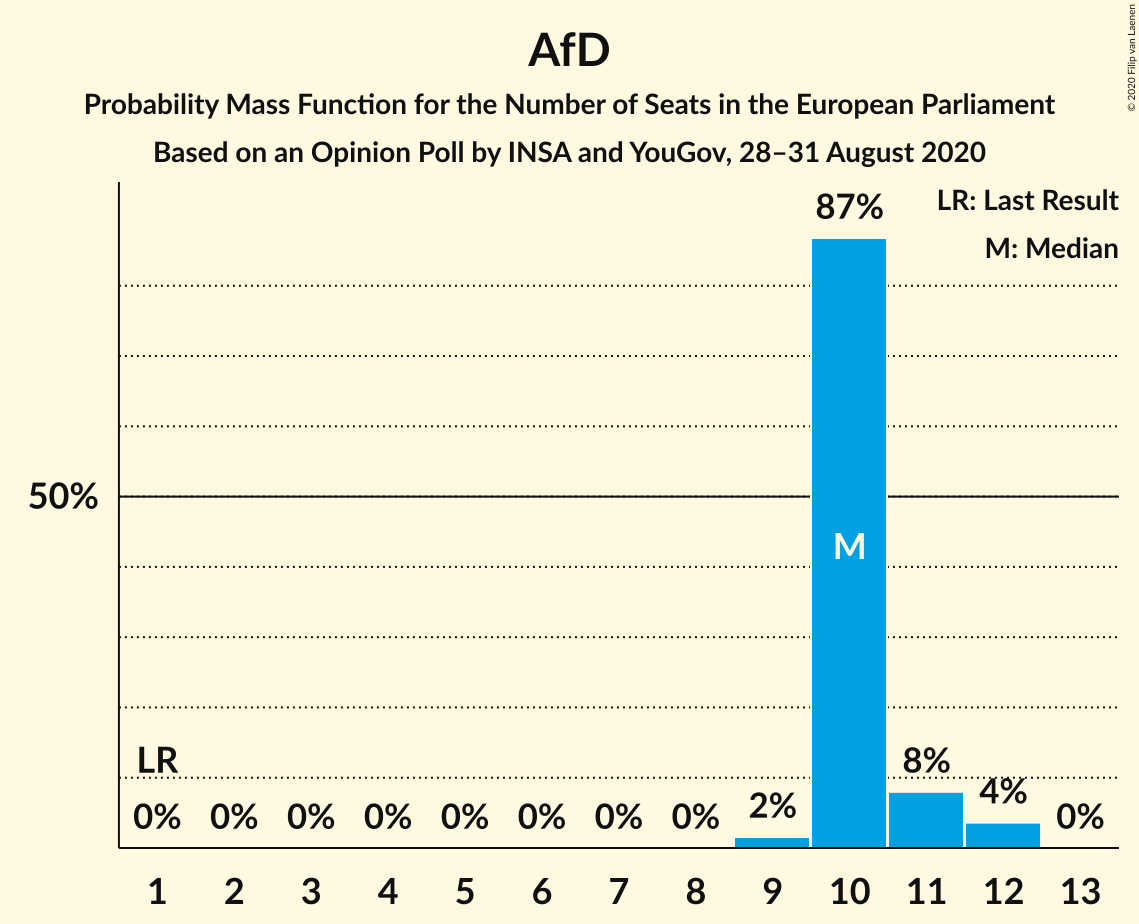 AfD
Probability Mass Function for the Number of Seats in the European Parliament
Based on an Opinion Poll by INSA and YouGov, 28–31 August 2020
© 2020 Filip van Laenen
LR: Last Result
M: Median
87%
50%
M
LR
8%
4%
2%
0% 0% 0% 0% 0% 0% 0% 0% 0%
1 2 3 4 5 6 7 8 9 10 11 12 13